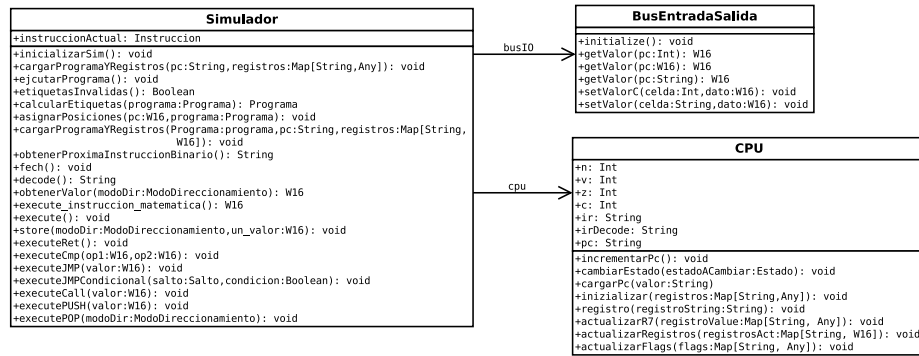 Simulador
+instruccionActual: Instruccion
+inicializarSim(): void
+cargarProgramaYRegistros(pc:String,registros:Map[String,Any]): void
+ejcutarPrograma(): void
+etiquetasInvalidas(): Boolean
+calcularEtiquetas(programa:Programa): Programa
+asignarPosiciones(pc:W16,programa:Programa): void
+cargarProgramaYRegistros(Programa:programa,pc:String,registros:Map[String,
W16]): void
+obtenerProximaInstruccionBinario(): String
+fech(): void
+decode(): String
+obtenerValor(modoDir:ModoDireccionamiento): W16
+execute_instruccion_matematica(): W16
+execute(): void
+store(modoDir:ModoDireccionamiento,un_valor:W16): void
+executeRet(): void
+executeCmp(op1:W16,op2:W16): void
+executeJMP(valor:W16): void
+executeJMPCondicional(salto:Salto,condicion:Boolean): void
+executeCall(valor:W16): void
+executePUSH(valor:W16): void
+executePOP(modoDir:ModoDireccionamiento): void
busIO
BusEntradaSalida
+initialize(): void
+getValor(pc:Int): W16
+getValor(pc:W16): W16
+getValor(pc:String): W16
+setValorC(celda:Int,dato:W16): void
+setValor(celda:String,dato:W16): void
cpu
CPU
+n: Int
+v: Int
+z: Int
+c: Int
+ir: String
+irDecode: String
+pc: String
+incrementarPc(): void
+cambiarEstado(estadoACambiar:Estado): void
+cargarPc(valor:String)
+inizializar(registros:Map[String,Any]): void
+registro(registroString:String): void
+actualizarR7(registroValue:Map[String, Any]): void
+actualizarRegistros(registrosAct:Map[String, W16]): void
+actualizarFlags(flags:Map[String, Any]): void